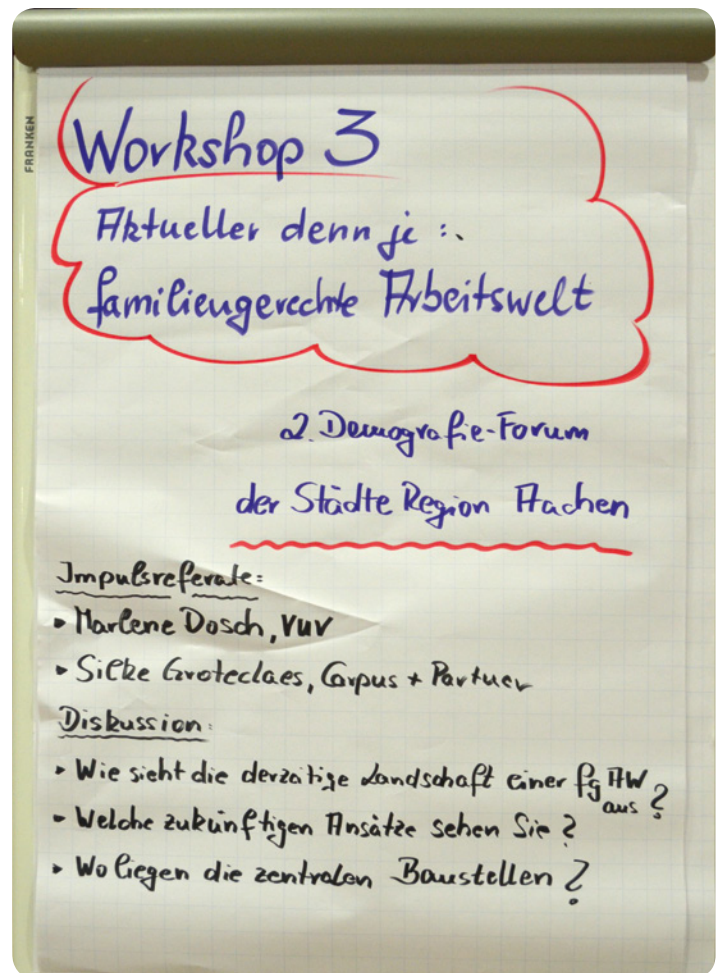 FRANKEN
Workshop 3
Aktueller denn je :.
familiengerechte Arbeitswelt
2. Demografie-Forum
der Städte Region Aachen
Impulsreferate:
• Marlene Dosch, VUV
• Silke Groteclaes, Corpus + Partner
Diskussion:
• Wie sieht die derzeitige Landschaft einer fg AW
aus?
• Welche zukünftigen Ansätze sehen Sie?
• Wo liegen die zentralen Baustellen?